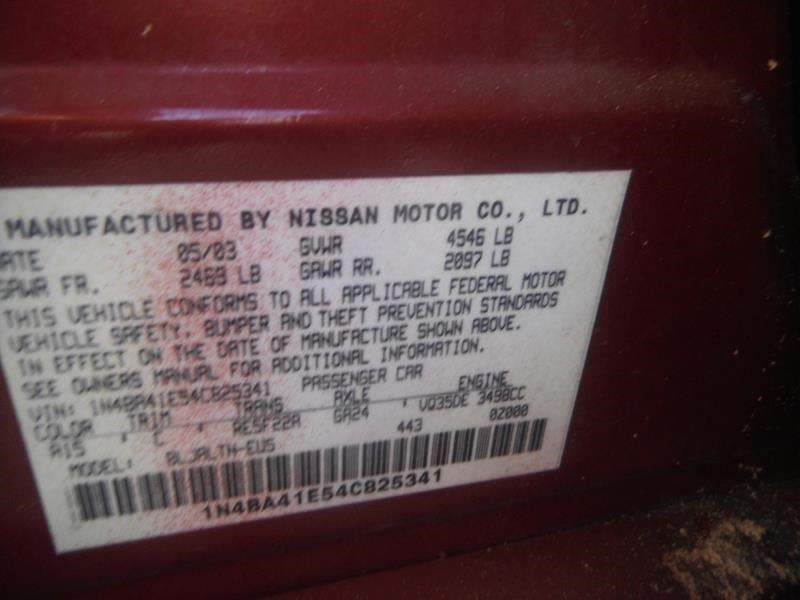 MANUFACTURED BY NISSAN MOTOR CO., LTD.
ATE 05/03 GVWR 4546 LB
GAWR FR. 2469 LB GAWR RR. 2097 LB
THIS VEHICLE CONFORMS TO ALL APPLICABLE FEDERAL MOTOR
VEHICLE SAFETY, BUMPER AND THEFT PREVENTION STANDARDS
IN EFFECT ON THE DATE OF MANUFACTURE SHOWN ABOVE.
SEE OWNERS MANUAL FOR ADDITIONAL INFORMATION.
VIN: 1N4BA41E54C825341 PASSENGER CAR
COLOR TRIM TRANS AXLE ENGINE
A15 , C , RE5F22A GA24 , VQ35DE 3498CC
MODEL: BLJALTN-EUS 443 0Z000
1N4BA41E54C825341